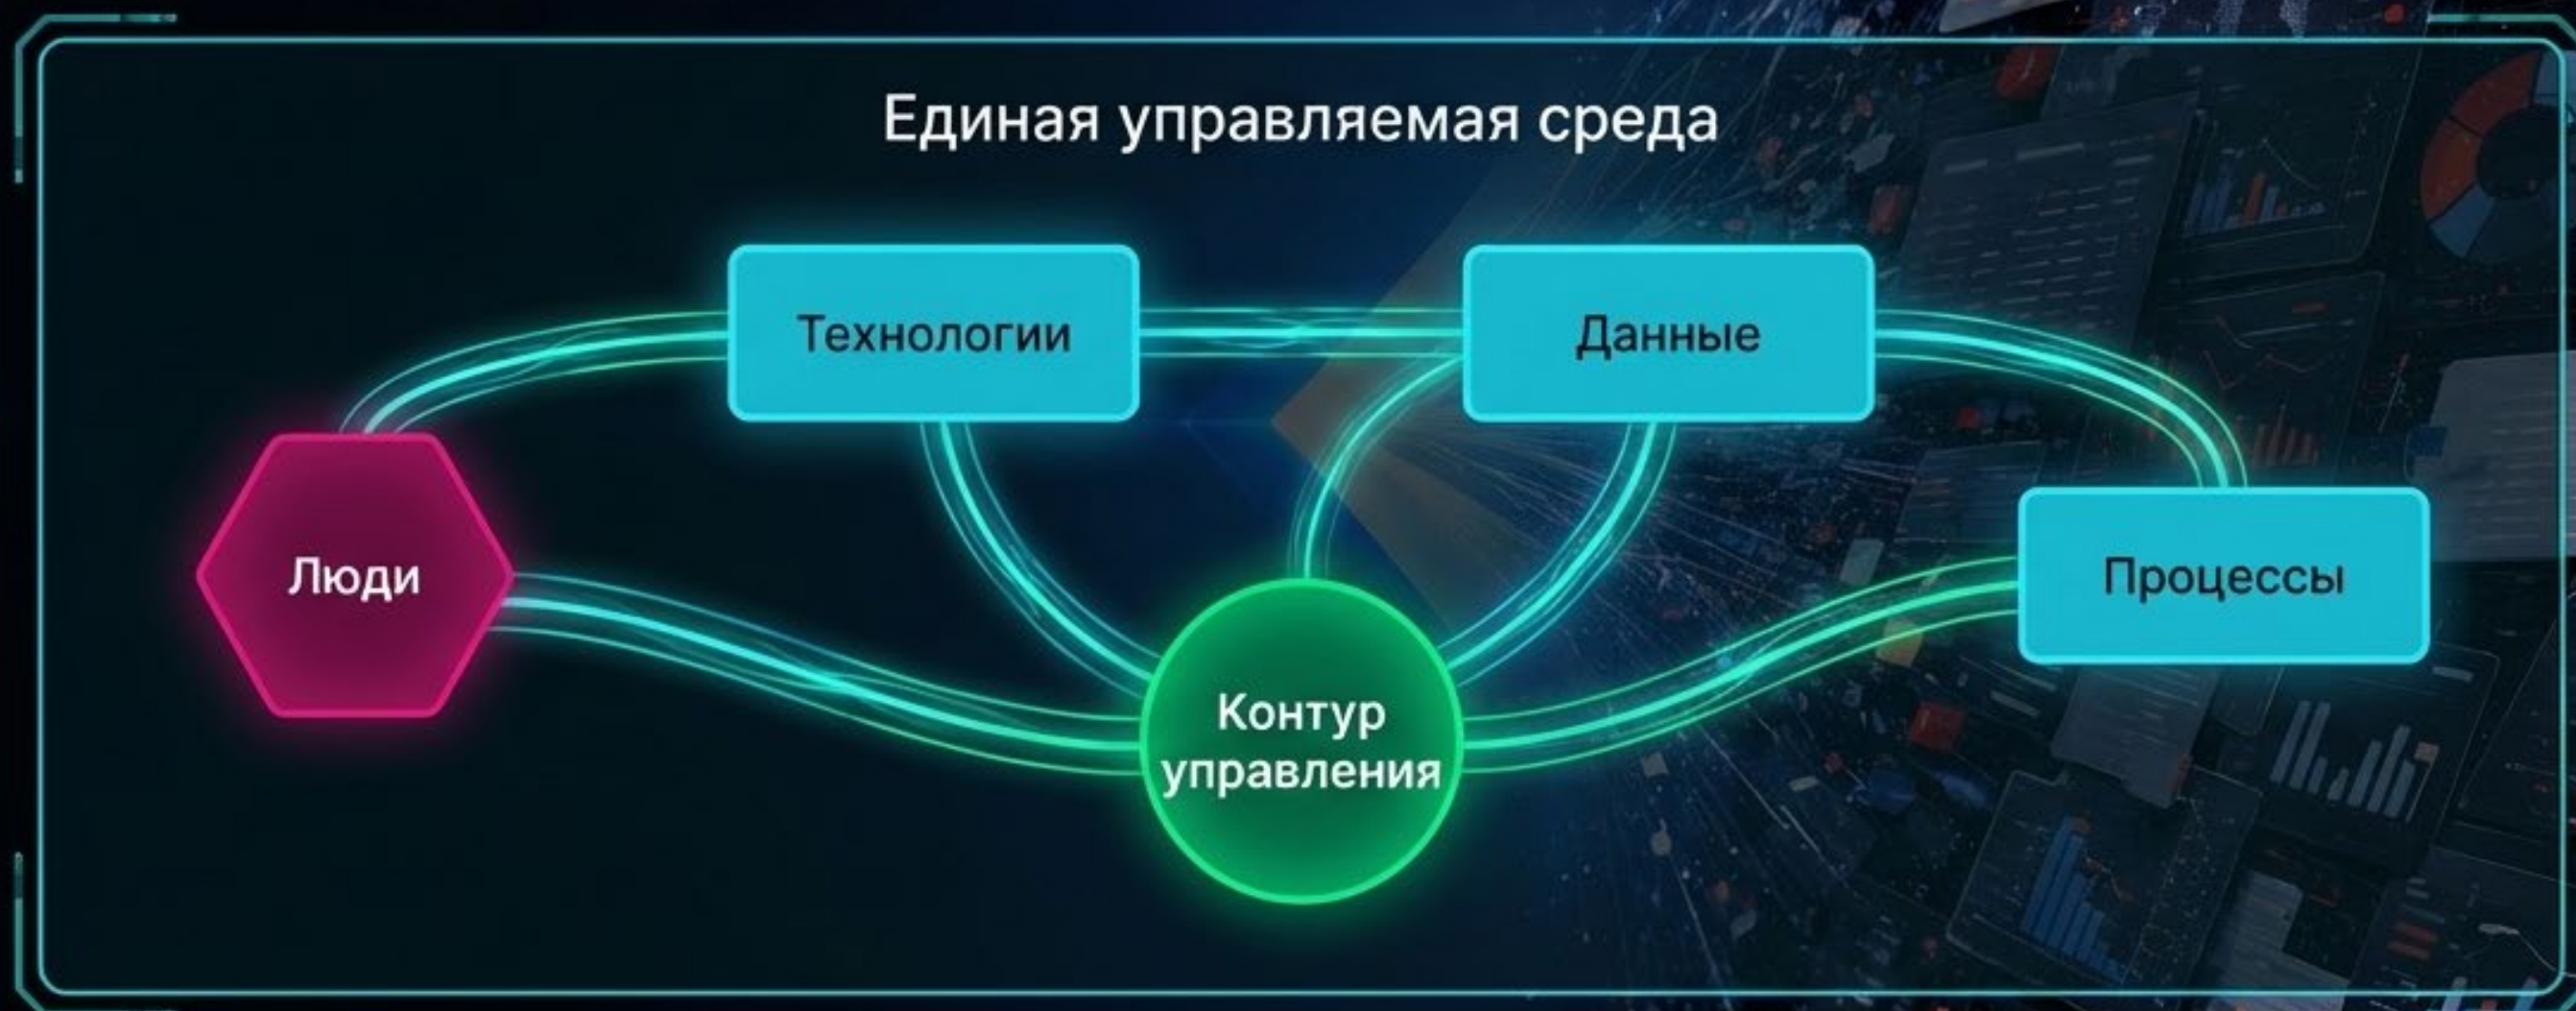 Единая управляемая среда
Технологии
Данные
Люди
Процессы
Контур
управления